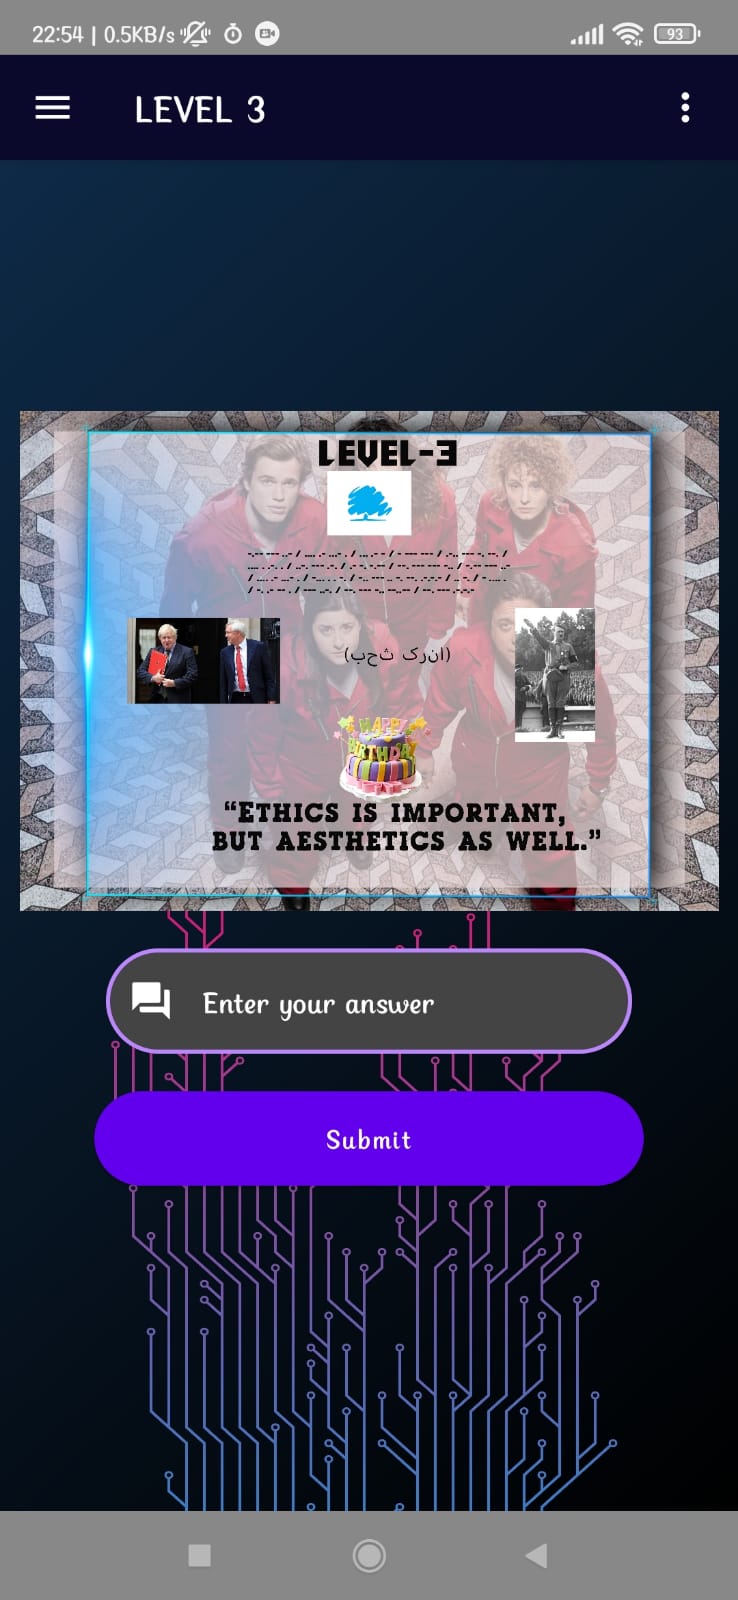 22:54 | 0.5KB/s
93
LEVEL 3
LEVEL-3
-.-- --- ..- / .... .- ...- . / ... .- - / - --- --- / .-.. --- -. --. /
.... . .-. . / ..-. --- .-. / .- -. -.-- / --. --- --- -.. / -.-- --- ..-
/ .... .- ...- . / -... . . -. / -.. --- .. -. --. .-.-.- / .. -. / - .... .
/ -. .- -- . / --- ..-. / --. --- -.. --..-- / --. --- .-.-.-
(انرک ثحب)
HAPPY
BIRTHDAY
“ETHICS IS IMPORTANT,
BUT AESTHETICS AS WELL.”
Enter your answer
Submit